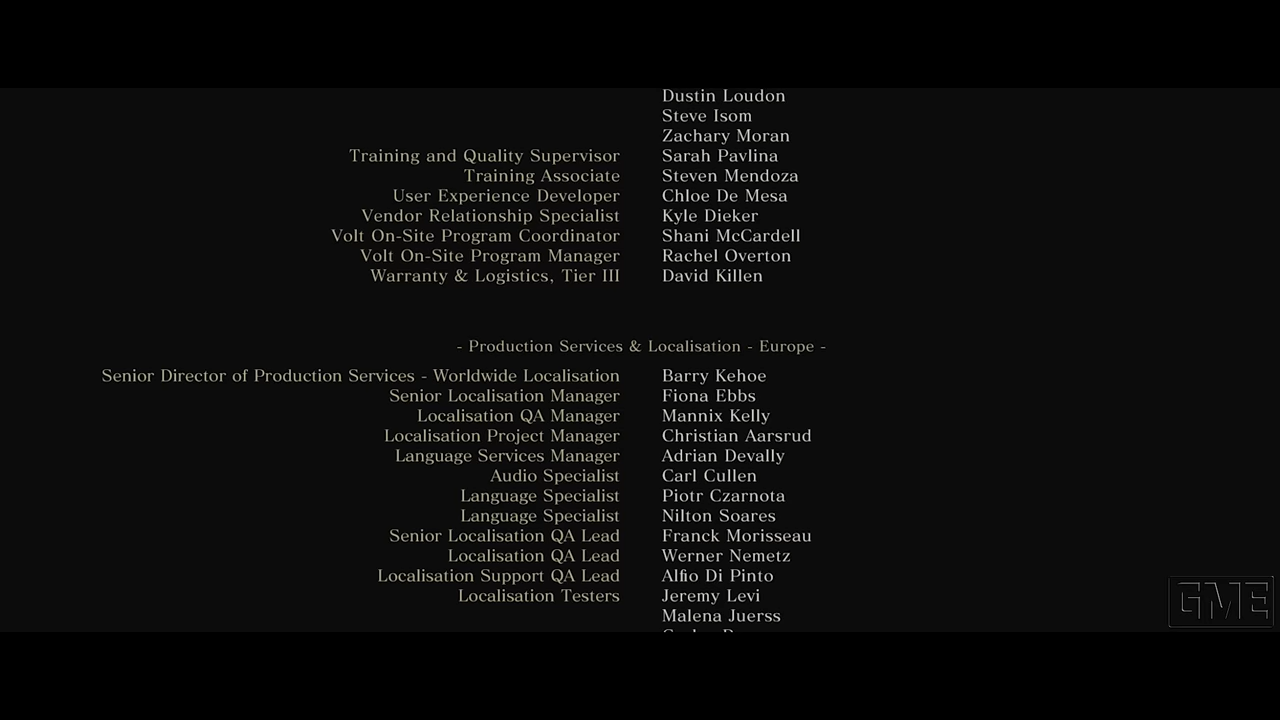 Dustin Loudon
Steve Isom
Zachary Moran
Training and Quality Supervisor Sarah Pavlina
Training Associate Steven Mendoza
User Experience Developer Chloe De Mesa
Vendor Relationship Specialist Kyle Dieker
Volt On-Site Program Coordinator Shani McCardell
Volt On-Site Program Manager Rachel Overton
Warranty & Logistics, Tier III David Killen
- Production Services & Localisation - Europe -
Senior Director of Production Services - Worldwide Localisation Barry Kehoe
Senior Localisation Manager Fiona Ebbs
Localisation QA Manager Mannix Kelly
Localisation Project Manager Christian Aarsrud
Language Services Manager Adrian Devally
Audio Specialist Carl Cullen
Language Specialist Piotr Czarnota
Language Specialist Nilton Soares
Senior Localisation QA Lead Franck Morisseau
Localisation QA Lead Werner Nemetz
Localisation Support QA Lead Alfio Di Pinto
Localisation Testers Jeremy Levi
Malena Juerss
GME